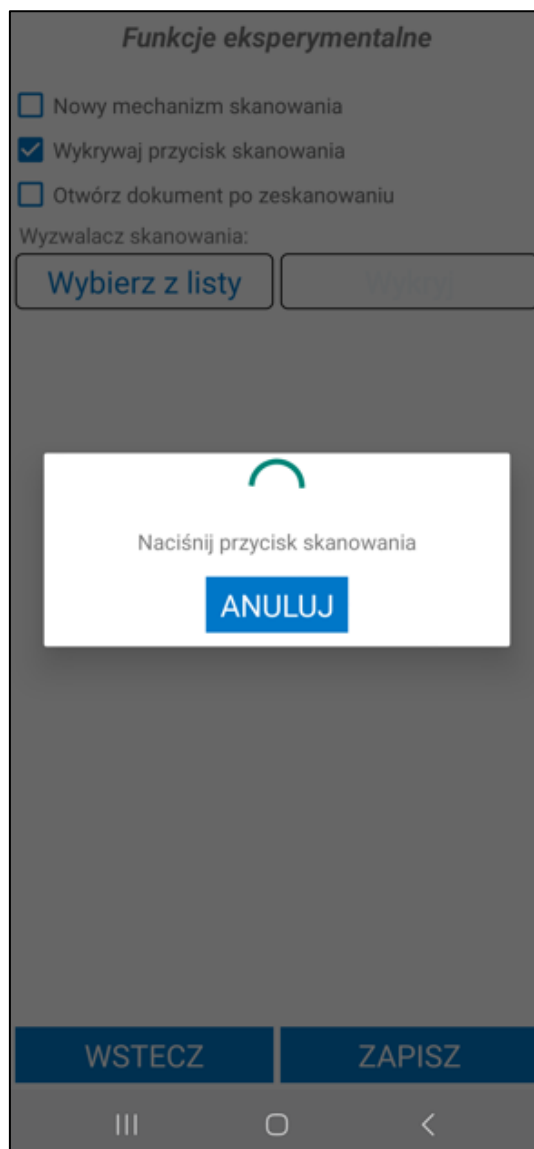 Funkcje eksperymentalne
Nowy mechanizm skanowania
Wykrywaj przycisk skanowania
Otwórz dokument po zeskanowaniu
Wyzwalacz skanowania:
Wybierz z listy Wykryj
Naciśnij przycisk skanowania
ANULUJ
WSTECZ ZAPISZ